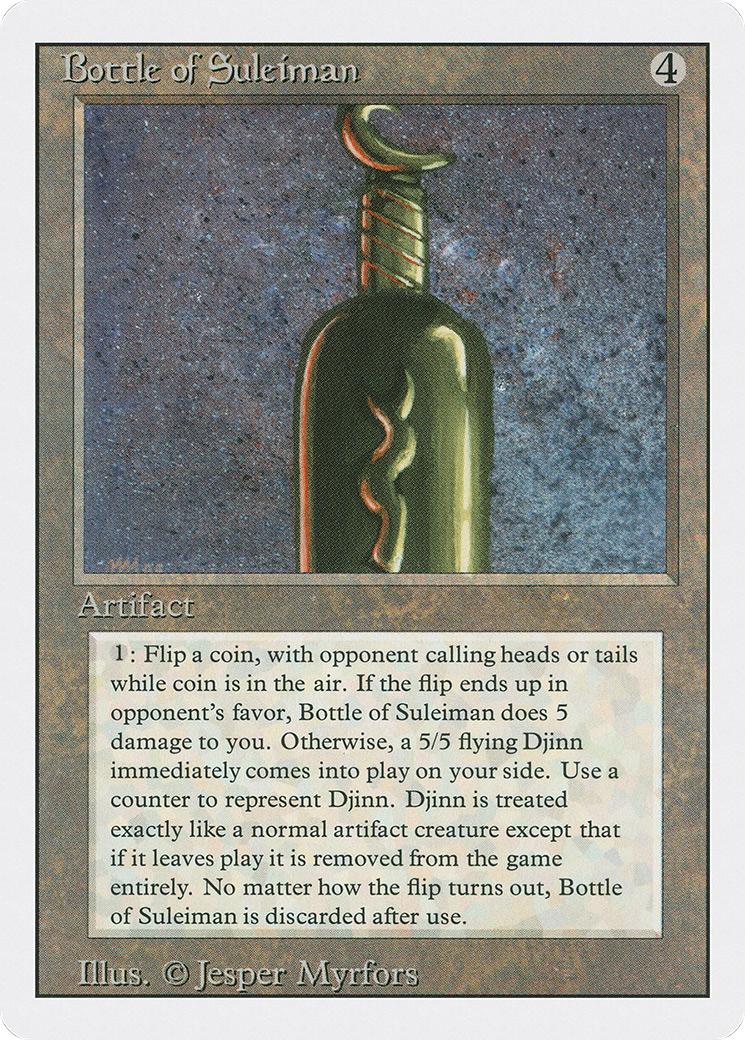 Bottle of Suleiman
4
Artifact
1: Flip a coin, with opponent calling heads or tails
while coin is in the air. If the flip ends up in
opponent's favor, Bottle of Suleiman does 5
damage to you. Otherwise, a 5/5 flying Djinn
immediately comes into play on your side. Use a
counter to represent Djinn. Djinn is treated
exactly like a normal artifact creature except that
if it leaves play it is removed from the game
entirely. No matter how the flip turns out, Bottle
of Suleiman is discarded after use.
Illus. © Jesper Myrfors